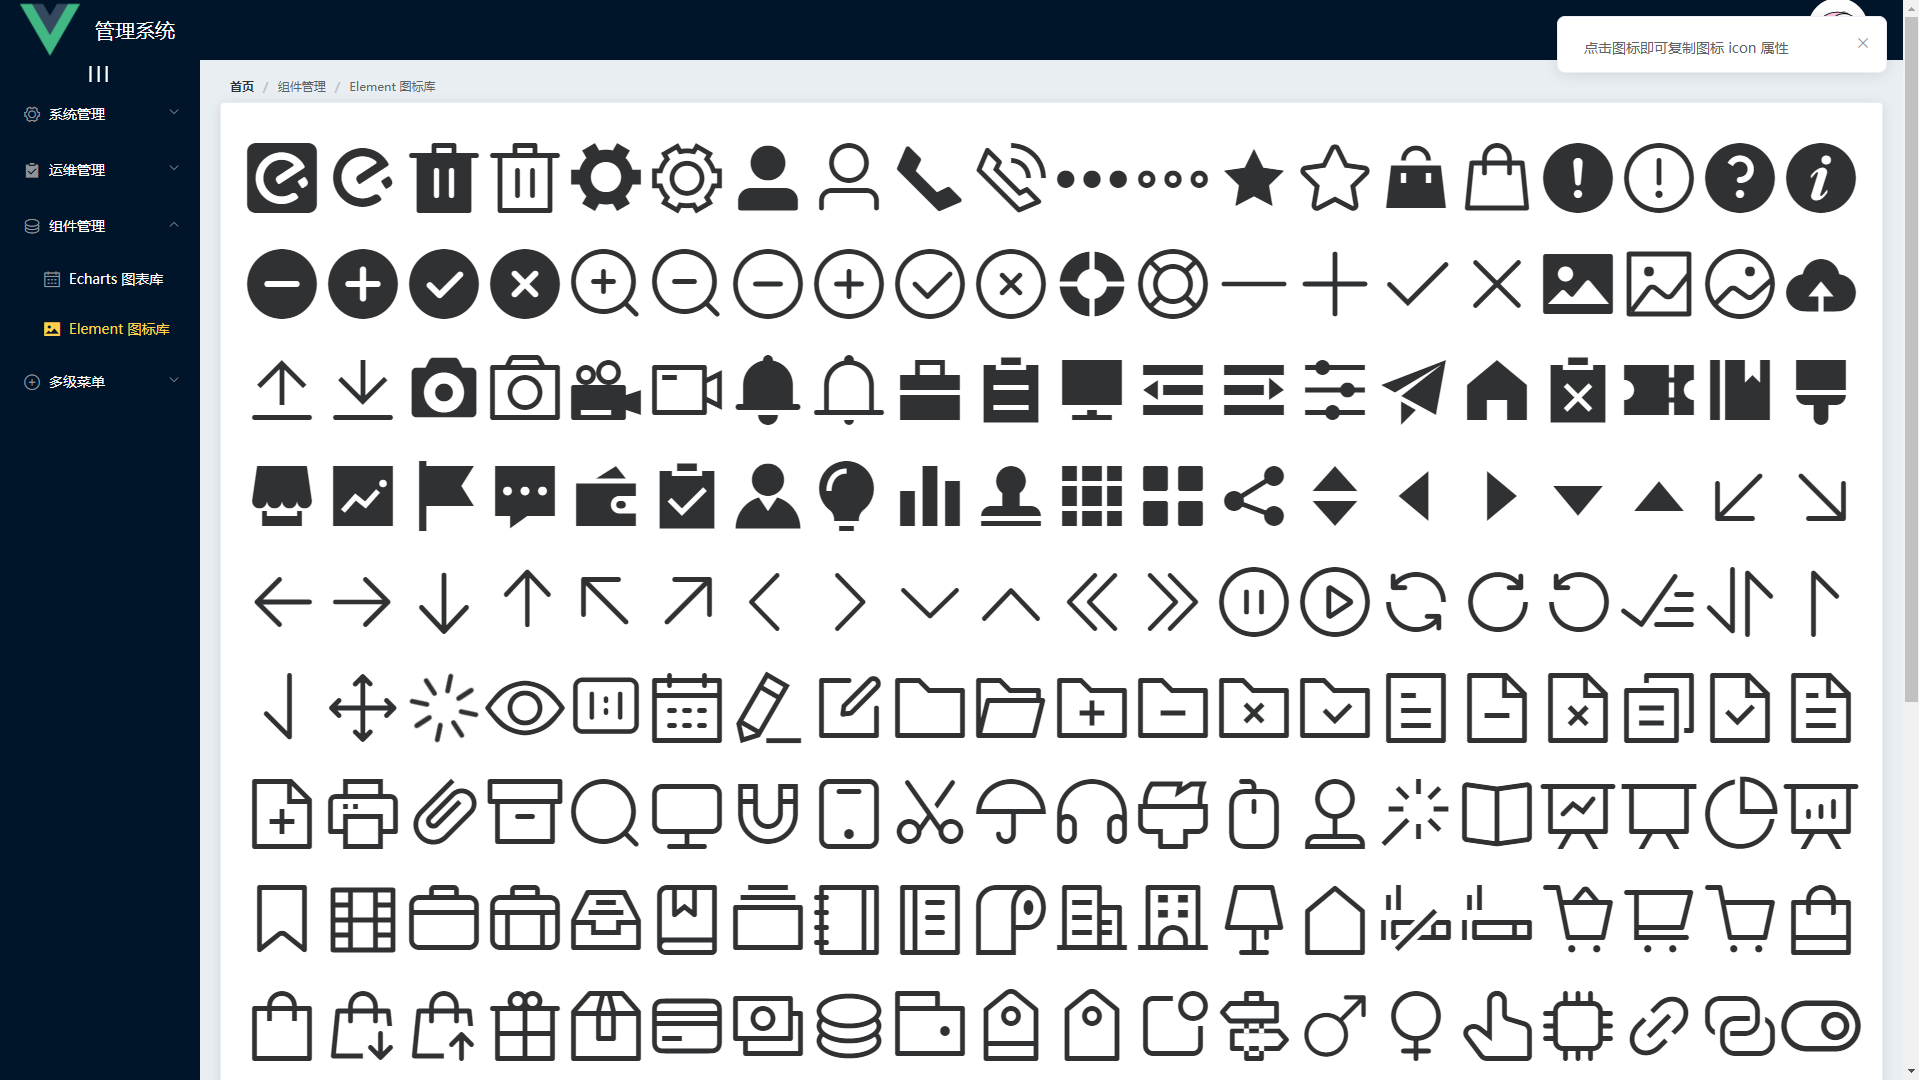 管理系统
点击图标即可复制图标 icon 属性
首页 / 组件管理 / Element 图标库
系统管理
运维管理
组件管理
Echarts 图表库
Element 图标库
多级菜单